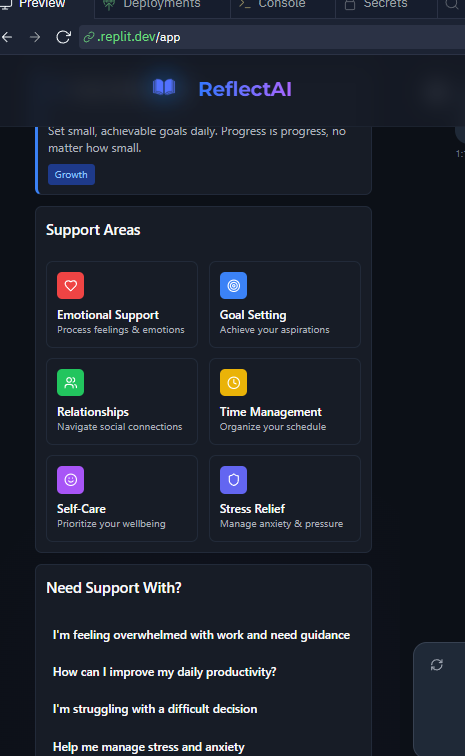 Preview
Deployments
Console
Secrets
.replit.dev/app
ReflectAI
Set small, achievable goals daily. Progress is progress, no
matter how small.
Growth
Support Areas
Emotional Support
Process feelings & emotions
Goal Setting
Achieve your aspirations
Relationships
Navigate social connections
Time Management
Organize your schedule
Self-Care
Prioritize your wellbeing
Stress Relief
Manage anxiety & pressure
Need Support With?
I'm feeling overwhelmed with work and need guidance
How can I improve my daily productivity?
I'm struggling with a difficult decision
Help me manage stress and anxiety